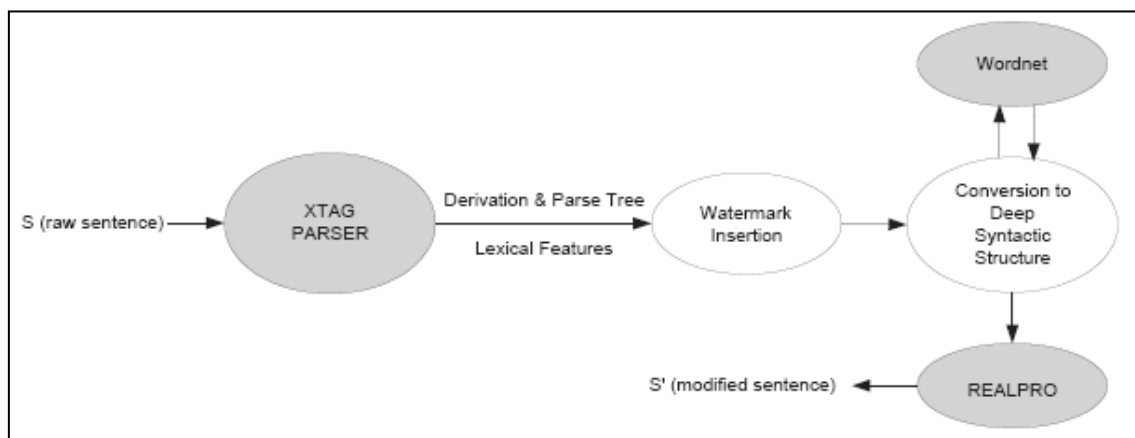 Wordnet
S (raw sentence)
XTAG
PARSER
Derivation & Parse Tree
Lexical Features
Watermark
Insertion
Conversion to
Deep
Syntactic
Structure
S' (modified sentence)
REALPRO